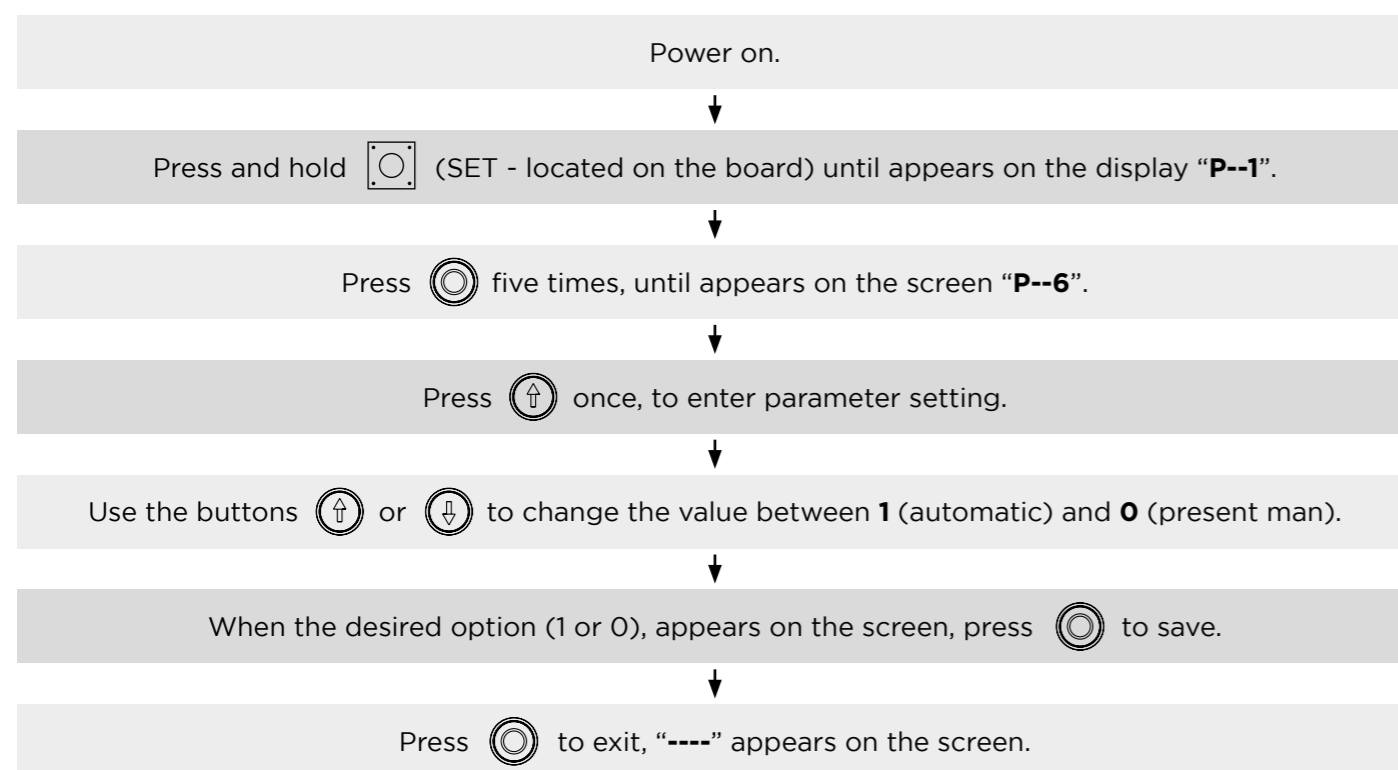 Power on.
Press and hold (SET - located on the board) until appears on the display “P--1”.
Press five times, until appears on the screen “P--6”.
Press once, to enter parameter setting.
Use the buttons or to change the value between 1 (automatic) and 0 (present man).
When the desired option (1 or 0), appears on the screen, press to save.
Press to exit, “----” appears on the screen.